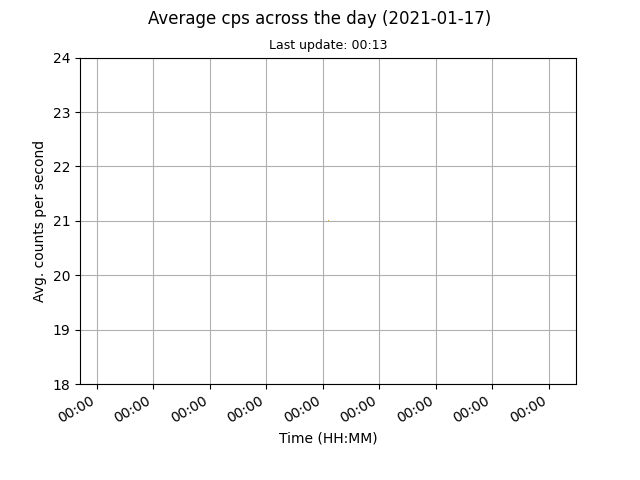 Average cps across the day (2021-01-17)
Last update: 00:13
24
23
22
21
20
19
18
Avg. counts per second
00:00 00:00 00:00 00:00 00:00 00:00 00:00 00:00 00:00
Time (HH:MM)